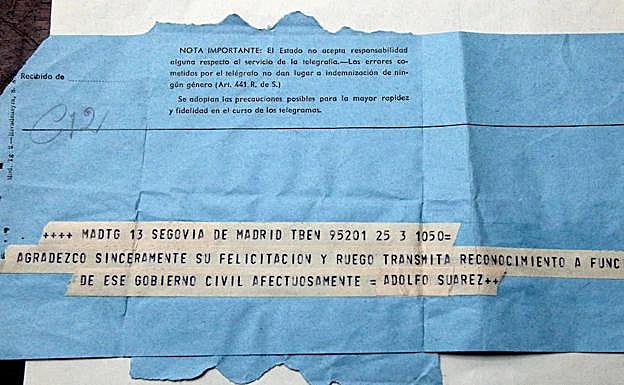 NOTA IMPORTANTE: El Estado no acepta responsabilidad
alguna respecto al servicio de la telegrafía.—Los errores co-
metidos por el telégrafo no dan lugar a indemnización de nin-
gún género (Art. 441 R. de S.)
Se adoptan las precauciones posibles para la mayor rapidez
y fidelidad en el curso de los telegramas.
Recibido de
++++ MADTG 13 SEGOVIA DE MADRID TBEN 95201 25 3 1050=
AGRADEZCO SINCERAMENTE SU FELICITACION Y RUEGO TRANSMITA RECONOCIMIENTO A FUNC
DE ESE GOBIERNO CIVIL AFECTUOSAMENTE = ADOLFO SUAREZ++